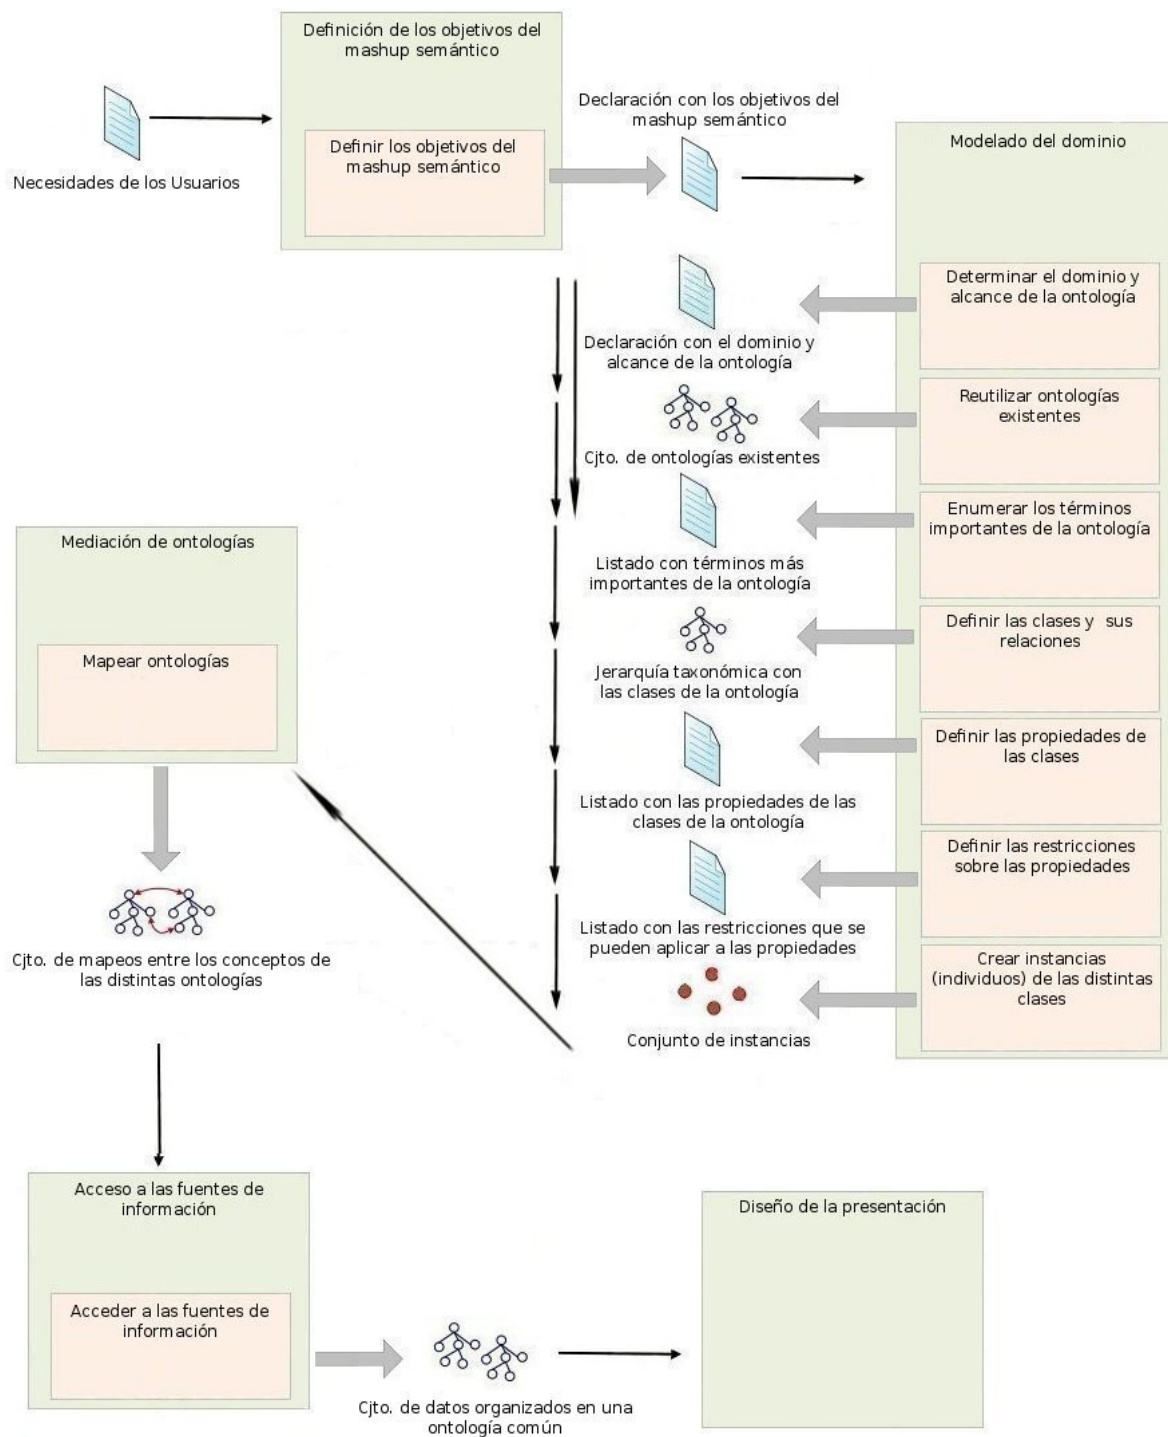 Definición de los objetivos del
mashup semántico
Necesidades de los Usuarios
Definir los objetivos del
mashup semántico
Declaración con los objetivos del
mashup semántico
Modelado del dominio
Determinar el dominio y
alcance de la ontología
Declaración con el dominio y
alcance de la ontología
Reutilizar ontologías
existentes
Cjto. de ontologías existentes
Enumerar los términos
importantes de la ontología
Listado con términos más
importantes de la ontología
Definir las clases y sus
relaciones
Jerarquía taxonómica con
las clases de la ontología
Definir las propiedades de
las clases
Listado con las propiedades de las
clases de la ontología
Definir las restricciones
sobre las propiedades
Listado con las restricciones que se
pueden aplicar a las propiedades
Crear instancias
(individuos) de las distintas
clases
Conjunto de instancias
Mediación de ontologías
Mapear ontologías
Cjto. de mapeos entre los conceptos de
las distintas ontologías
Acceso a las fuentes de
información
Acceder a las fuentes de
información
Cjto. de datos organizados en una
ontología común
Diseño de la presentación